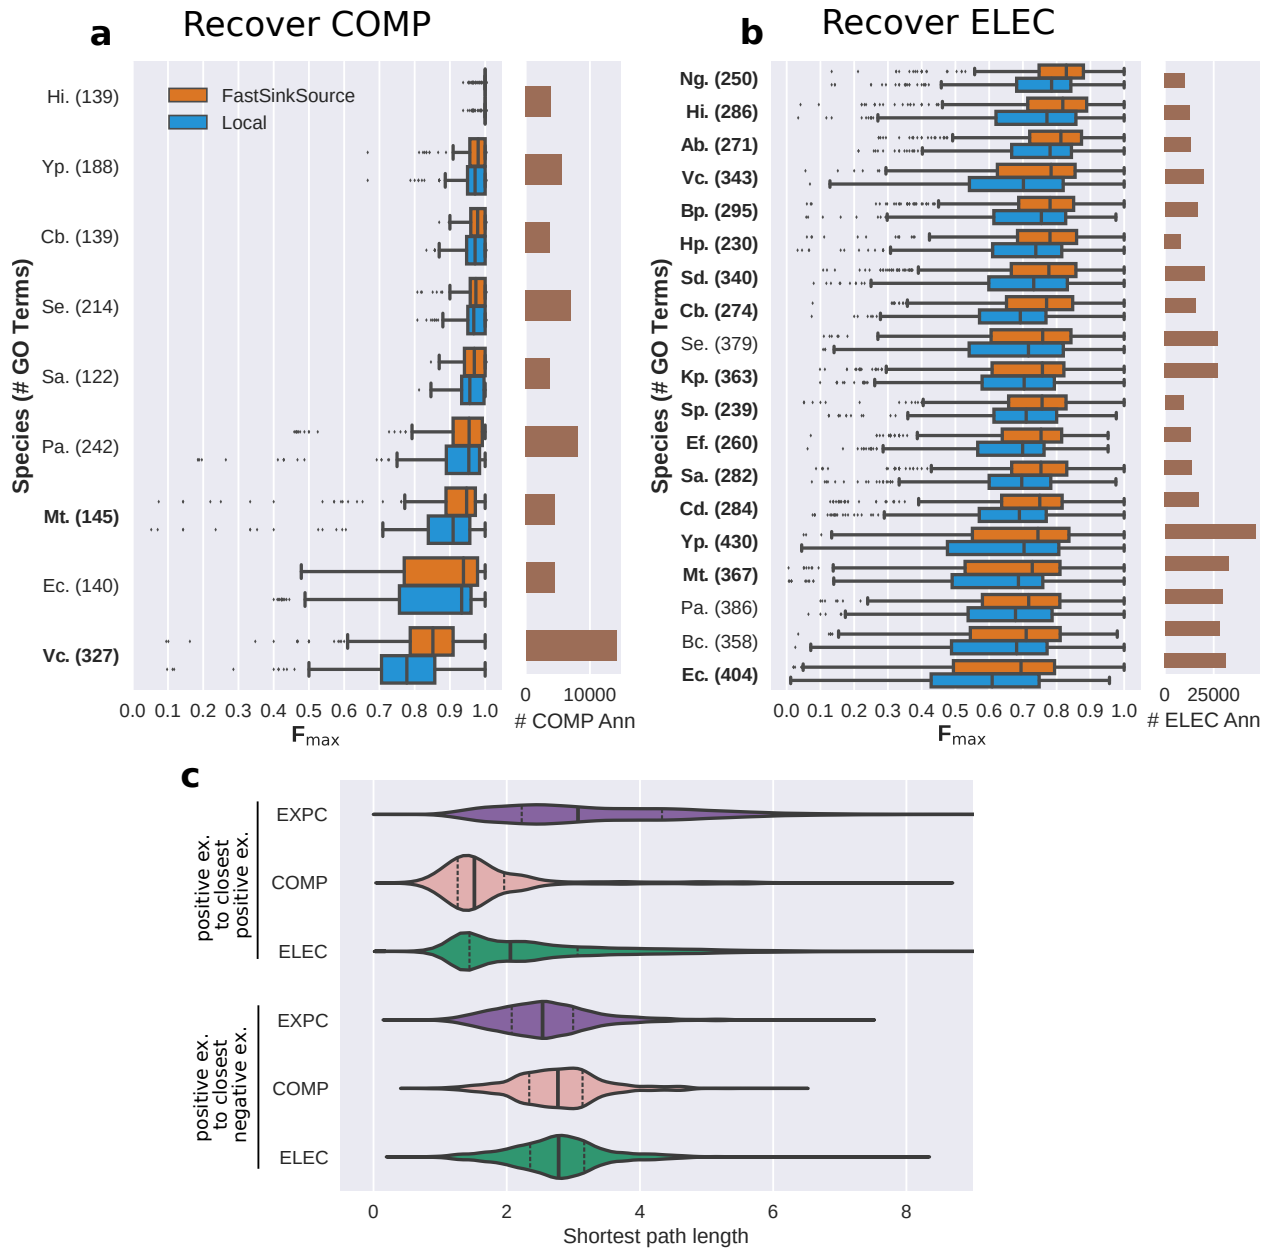 a Recover COMP
FastSinkSource
Local
Species (# GO Terms)
Hi. (139)
Yp. (188)
Cb. (139)
Se. (214)
Sa. (122)
Pa. (242)
Mt. (145)
Ec. (140)
Vc. (327)
0.0 0.1 0.2 0.3 0.4 0.5 0.6 0.7 0.8 0.9 1.0
Fmax
0 10000
# COMP Ann
b Recover ELEC
Species (# GO Terms)
Ng. (250)
Hi. (286)
Ab. (271)
Vc. (343)
Bp. (295)
Hp. (230)
Sd. (340)
Cb. (274)
Se. (379)
Kp. (363)
Sp. (239)
Ef. (260)
Sa. (282)
Cd. (284)
Yp. (430)
Mt. (367)
Pa. (386)
Bc. (358)
Ec. (404)
0.0 0.1 0.2 0.3 0.4 0.5 0.6 0.7 0.8 0.9 1.0
Fmax
0 25000
# ELEC Ann
c
positive ex.
to closest
positive ex.
EXPC
COMP
ELEC
positive ex.
to closest
negative ex.
EXPC
COMP
ELEC
0 2 4 6 8
Shortest path length